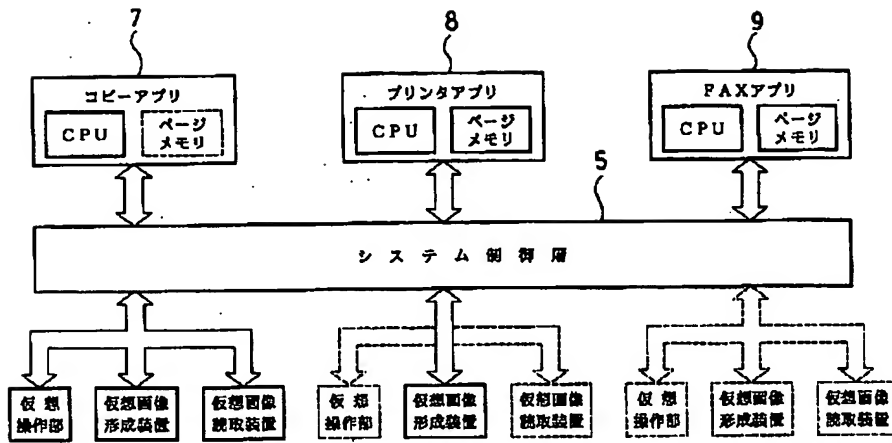 7
8
9
コピーアプリ
CPU
ページ
メモリ
プリンタアプリ
CPU
ページ
メモリ
FAXアプリ
CPU
ページ
メモリ
5
システム制御層
仮想
操作部
仮想画像
形成装置
仮想画像
読取装置
仮想
操作部
仮想画像
形成装置
仮想画像
読取装置
仮想
操作部
仮想画像
形成装置
仮想画像
読取装置